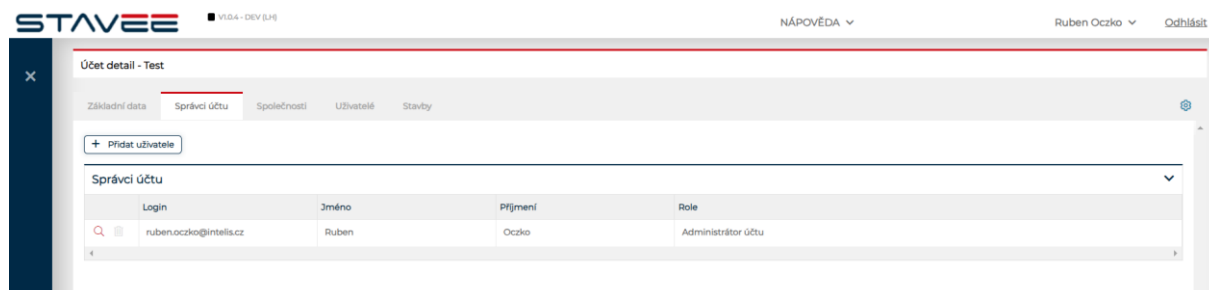 STAVEE V1.0.4 - DEV (LH) NÁPOVĚDA Ruben Oczko Odhlásit
Účet detail - Test
Základní data Správci účtu Společnosti Uživatelé Stavby
+ Přidat uživatele
Správci účtu
Login Jméno Příjmení Role
ruben.oczko@intelis.cz Ruben Oczko Administrátor účtu